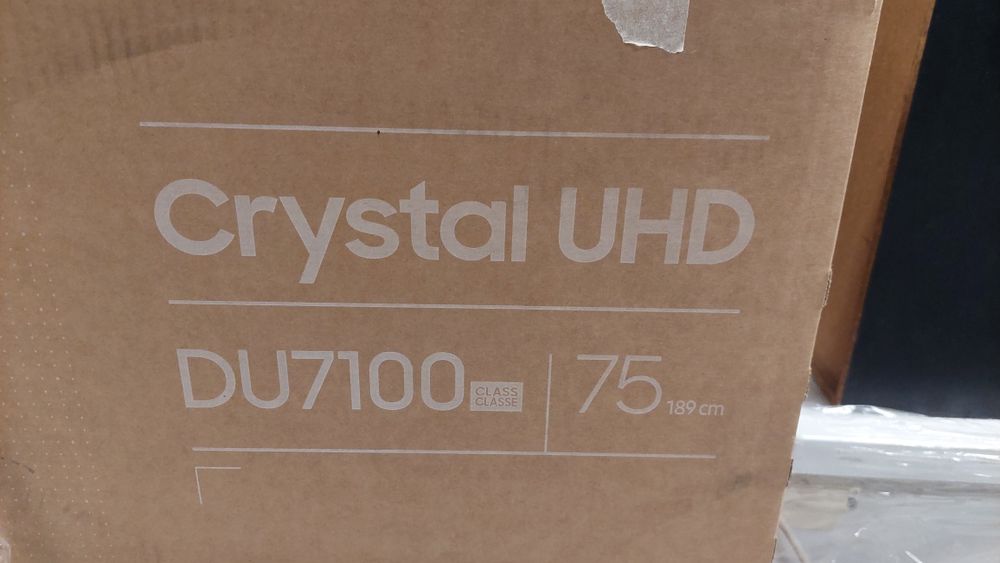 Crystal UHD
DU7100 CLASS
CLASSE
75 189 cm